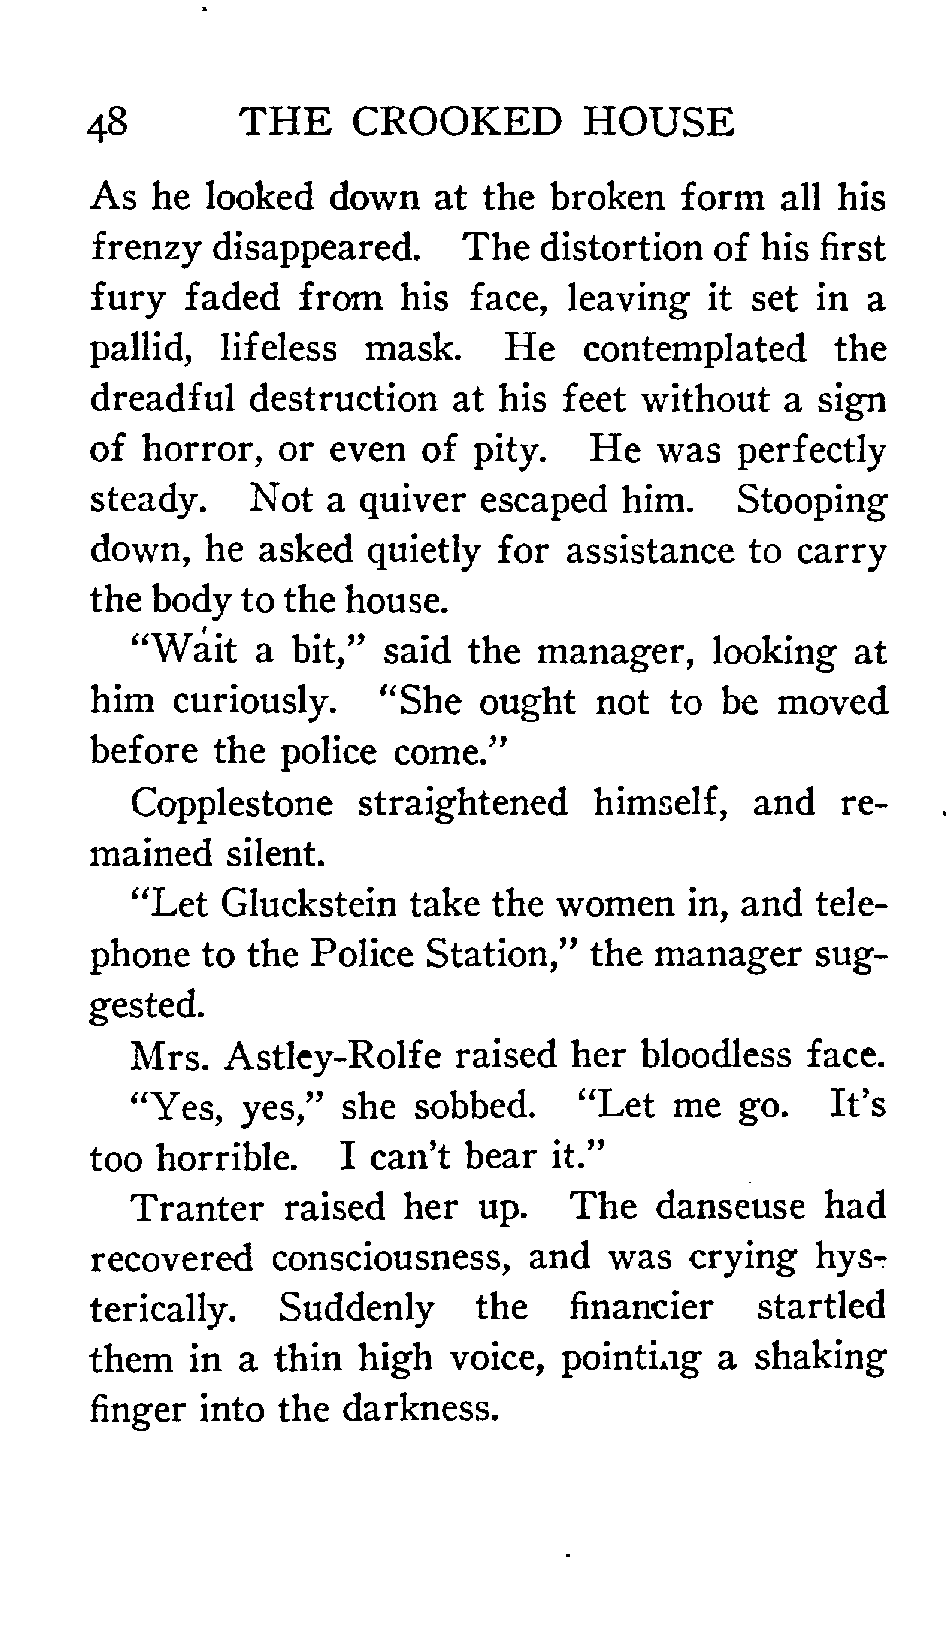 48 THE CROOKED HOUSE
As he looked down at the broken form all his
frenzy disappeared. The distortion of his first
fury faded from his face, leaving it set in a
pallid, lifeless mask. He contemplated the
dreadful destruction at his feet without a sign
of horror, or even of pity. He was perfectly
steady. Not a quiver escaped him. Stooping
down, he asked quietly for assistance to carry
the body to the house.
"Wait a bit," said the manager, looking at
him curiously. "She ought not to be moved
before the police come."
Copplestone straightened himself, and re-
mained silent.
"Let Gluckstein take the women in, and tele-
phone to the Police Station," the manager sug-
gested.
Mrs. Astley-Rolfe raised her bloodless face.
"Yes, yes," she sobbed. "Let me go. It's
too horrible. I can't bear it."
Tranter raised her up. The danseuse had
recovered consciousness, and was crying hys-
terically. Suddenly the financier startled
them in a thin high voice, pointing a shaking
finger into the darkness.